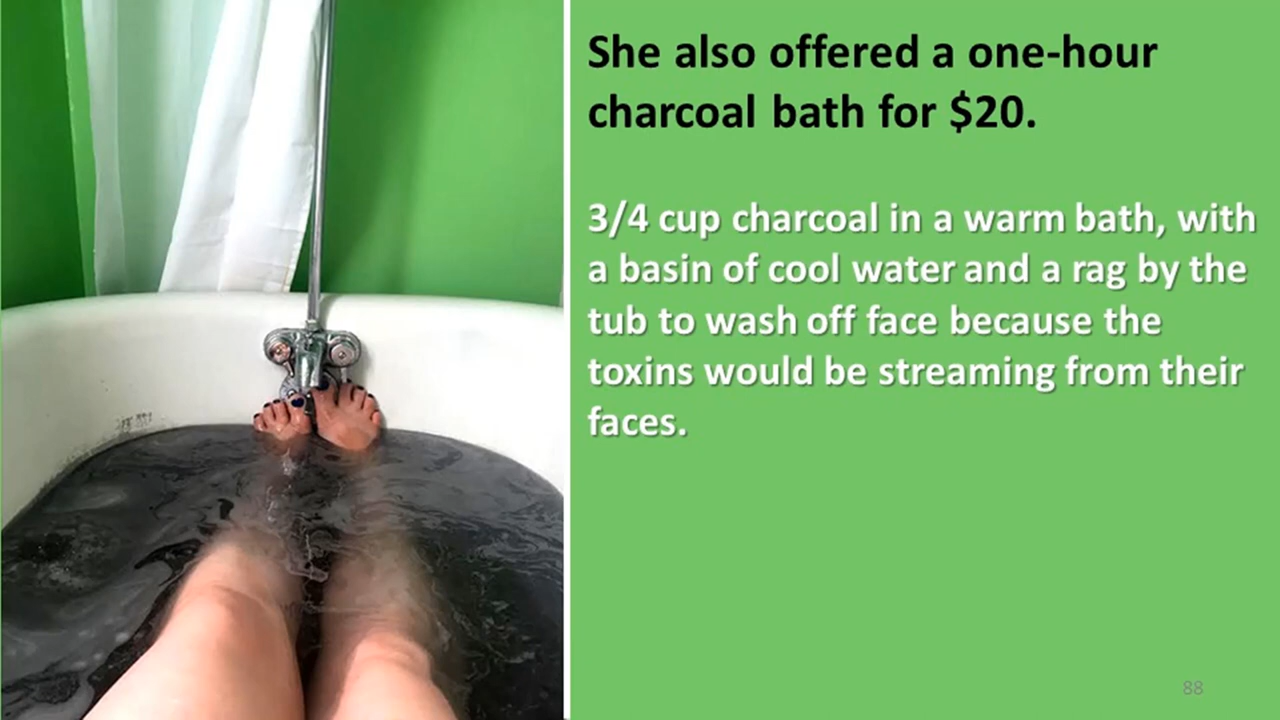 She also offered a one-hour
charcoal bath for $20.
3/4 cup charcoal in a warm bath, with
a basin of cool water and a rag by the
tub to wash off face because the
toxins would be streaming from their
faces.
88